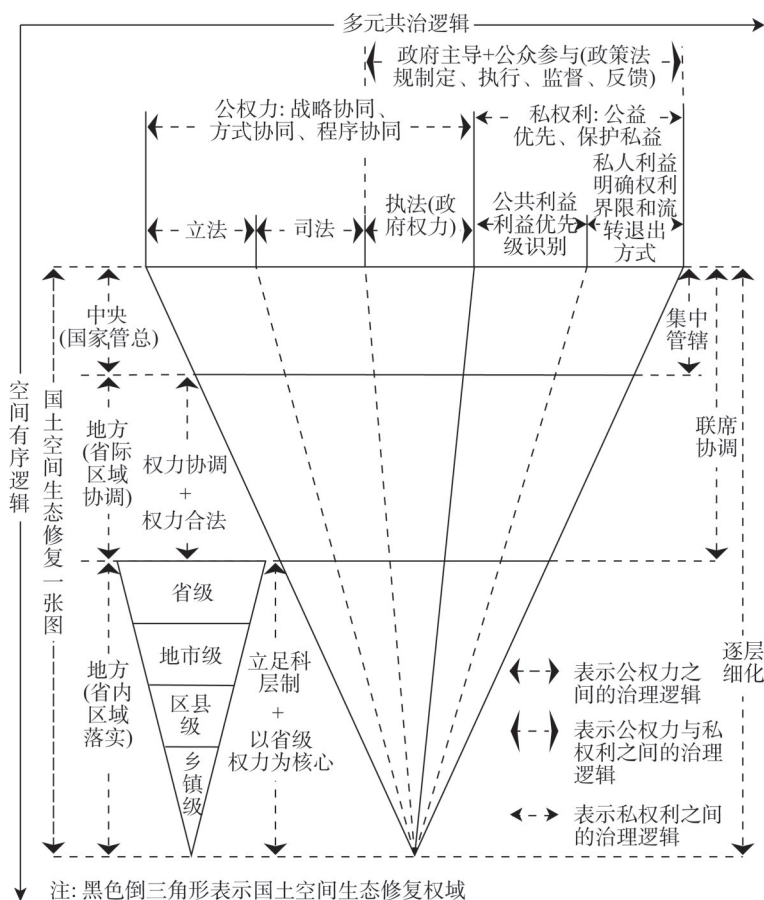 多元共治逻辑
政府主导+公众参与(政策法
规制定、执行、监督、反馈)
公权力: 战略协同、
方式协同、程序协同
私权利: 公益
优先、保护私益
立法
司法
执法(政
府权力)
公共利益
利益优先
级识别
私人利益
明确权利
界限和流
转退出
方式
空间有序逻辑
国土空间生态修复一张图
中央
(国家管总)
集中
管辖
地方
(省际
区域
协调)
权力协调
+
权力合法
联席
协调
地方
(省内
区域
落实)
省级
地市级
区县
级
乡
镇
级
立足科
层制
+
以省级
权力为核心
逐层
细化
表示公权力之
间的治理逻辑
表示公权力与私
权利之间的治理
逻辑
表示私权利之间
的治理逻辑
注: 黑色倒三角形表示国土空间生态修复权域